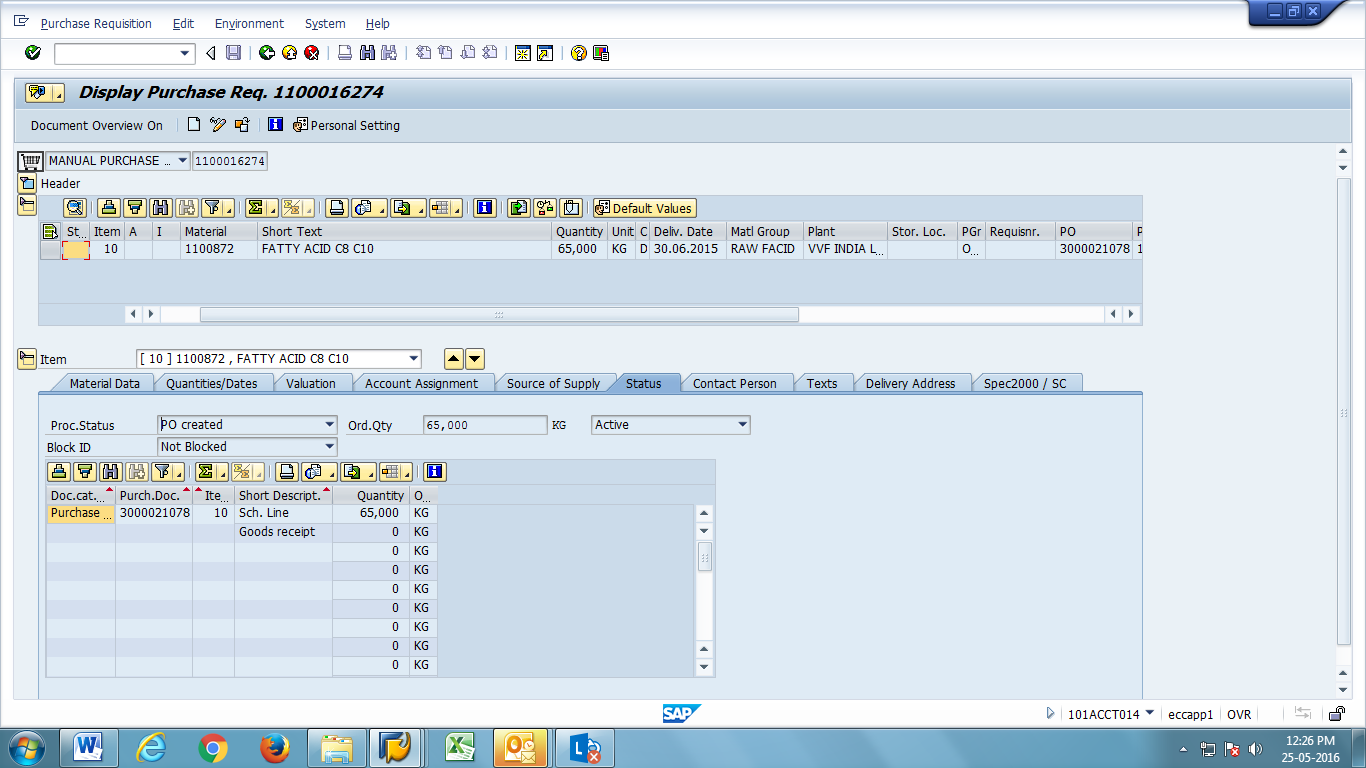 Purchase Requisition Edit Environment System Help
Display Purchase Req. 1100016274
Document Overview On Personal Setting
MANUAL PURCHASE ... 1100016274
Header
Default Values
St... Item A I Material Short Text Quantity Unit C Deliv. Date Matl Group Plant Stor. Loc. PGr Requisnr. PO P
10 1100872 FATTY ACID C8 C10 65,000 KG D 30.06.2015 RAW FACID VVF INDIA L... O... 3000021078 1
Item [ 10 ] 1100872 , FATTY ACID C8 C10
Material Data Quantities/Dates Valuation Account Assignment Source of Supply Status Contact Person Texts Delivery Address Spec2000 / SC
Proc.Status PO created Ord.Qty 65,000 KG Active
Block ID Not Blocked
Doc.cat.... Purch.Doc. Ite... Short Descript. Quantity O...
Purchase ... 3000021078 10 Sch. Line 65,000 KG
Goods receipt 0 KG
0 KG
0 KG
0 KG
0 KG
0 KG
0 KG
0 KG
SAP 101ACCT014 eccapp1 OVR
12:26 PM
25-05-2016